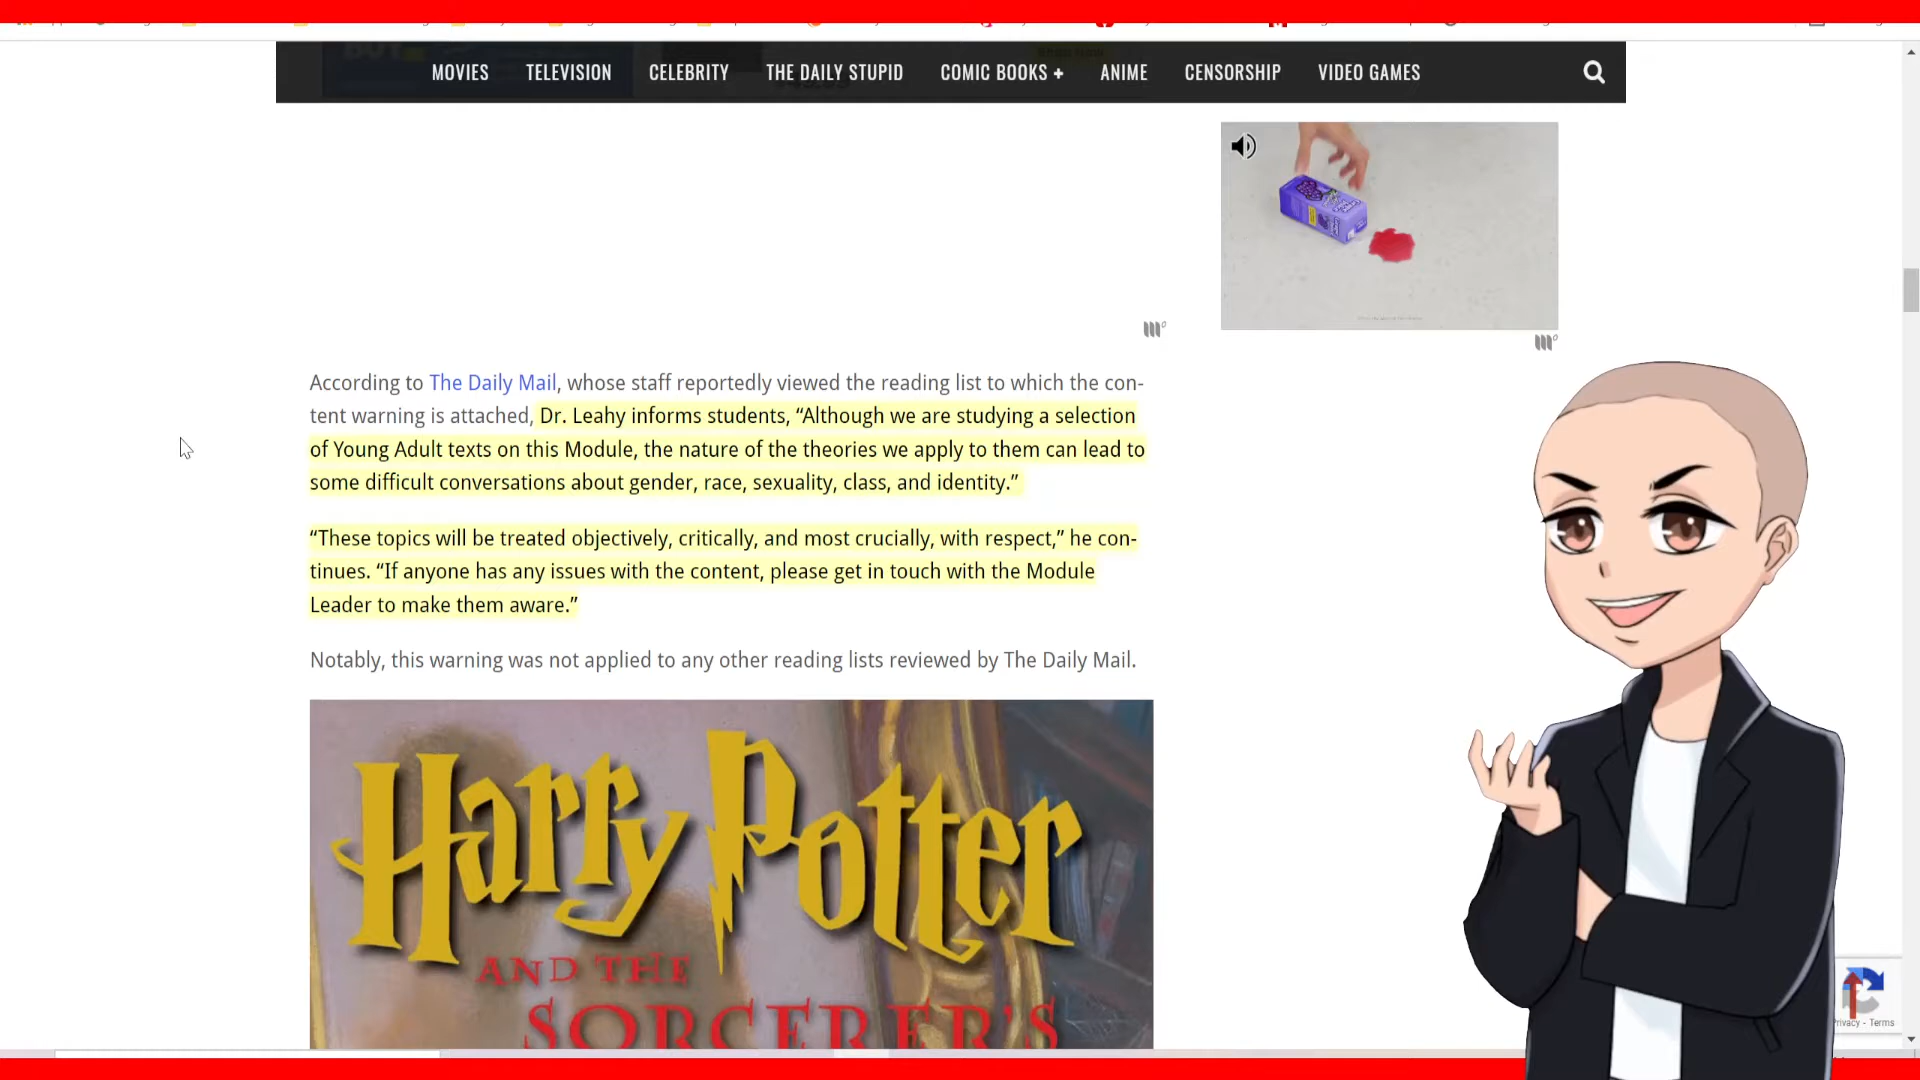 MOVIES TELEVISION CELEBRITY THE DAILY STUPID COMIC BOOKS + ANIME CENSORSHIP VIDEO GAMES
According to The Daily Mail, whose staff reportedly viewed the reading list to which the con-
tent warning is attached, Dr. Leahy informs students, “Although we are studying a selection
of Young Adult texts on this Module, the nature of the theories we apply to them can lead to
some difficult conversations about gender, race, sexuality, class, and identity.”
“These topics will be treated objectively, critically, and most crucially, with respect,” he con-
tinues. “If anyone has any issues with the content, please get in touch with the Module
Leader to make them aware.”
Notably, this warning was not applied to any other reading lists reviewed by The Daily Mail.
Harry Potter
AND THE
SORCERER'S
Privacy - Terms